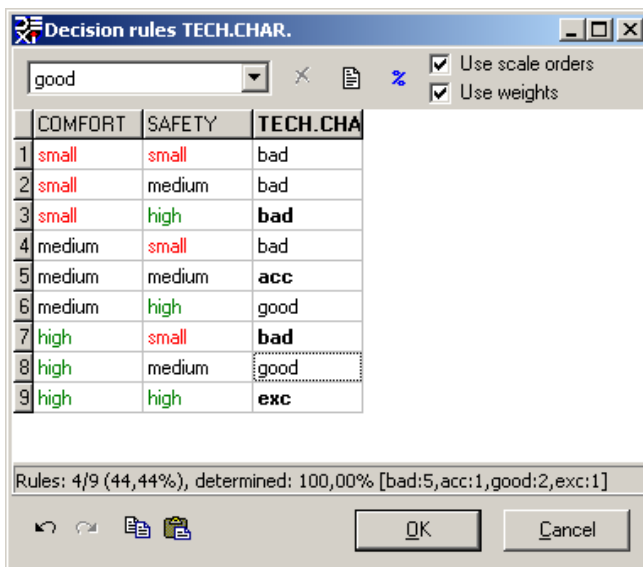 DEXi Decision rules TECH.CHAR.
good % Use scale orders
Use weights
COMFORT SAFETY TECH.CHA
1 small small bad
2 small medium bad
3 small high bad
4 medium small bad
5 medium medium acc
6 medium high good
7 high small bad
8 high medium good
9 high high exc
Rules: 4/9 (44,44%), determined: 100,00% [bad:5,acc:1,good:2,exc:1]
OK Cancel